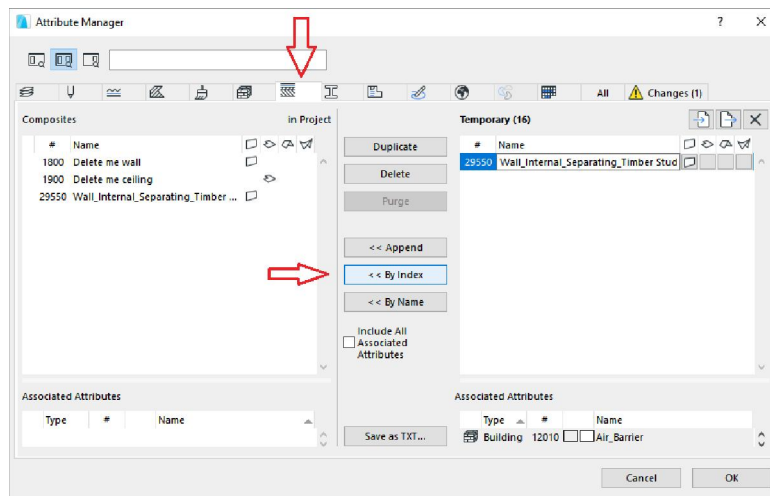 Attribute Manager
? X
All
Changes (1)
Composites
in Project
# Name
1800 Delete me wall
1900 Delete me ceiling
29550 Wall_Internal_Separating_Timber ...
Associated Attributes
Type # Name
Duplicate
Delete
Purge
<< Append
<< By Index
<< By Name
Include All
Associated
Attributes
Save as TXT...
Temporary (16)
# Name
29550 Wall_Internal_Separating_Timber Stud
Associated Attributes
Type # Name
Building 12010 Air_Barrier
Cancel
OK